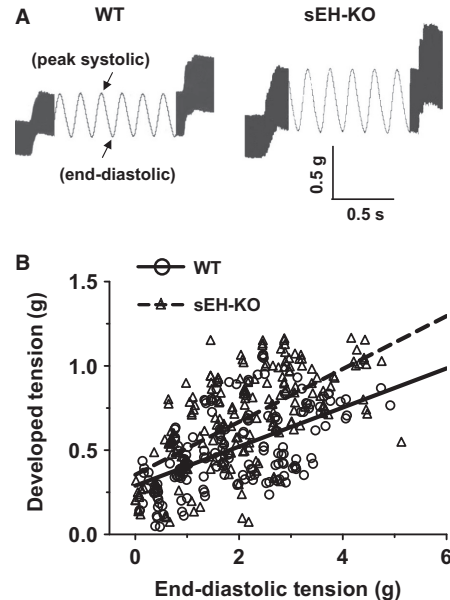 A
WT
sEH-KO
(peak systolic)
(end-diastolic)
0.5 g
0.5 s
B
WT
sEH-KO
1.5
1.0
0.5
0.0
Developed tension (g)
0 2 4 6
End-diastolic tension (g)